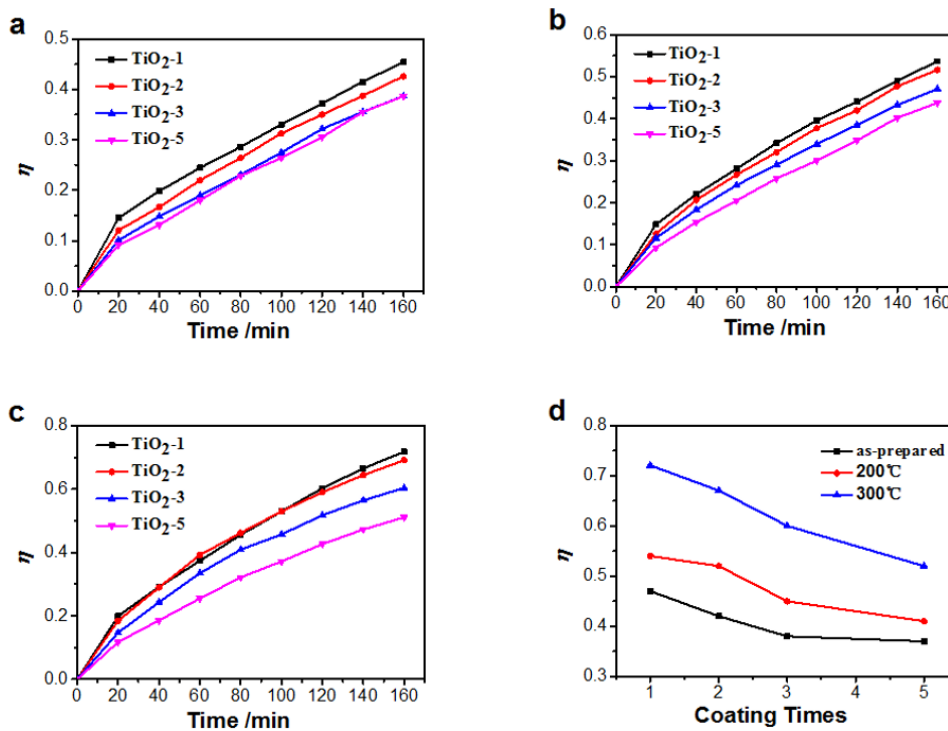 a
0.5
0.4
0.3
0.2
0.1
0.0
η
TiO2-1
TiO2-2
TiO2-3
TiO2-5
0 20 40 60 80 100 120 140 160
Time /min
b
0.6
0.5
0.4
0.3
0.2
0.1
0.0
η
TiO2-1
TiO2-2
TiO2-3
TiO2-5
0 20 40 60 80 100 120 140 160
Time /min
c
0.8
0.6
0.4
0.2
0.0
η
TiO2-1
TiO2-2
TiO2-3
TiO2-5
0 20 40 60 80 100 120 140 160
Time /min
d
0.8
0.7
0.6
0.5
0.4
0.3
η
as-prepared
200℃
300℃
1 2 3 4 5
Coating Times